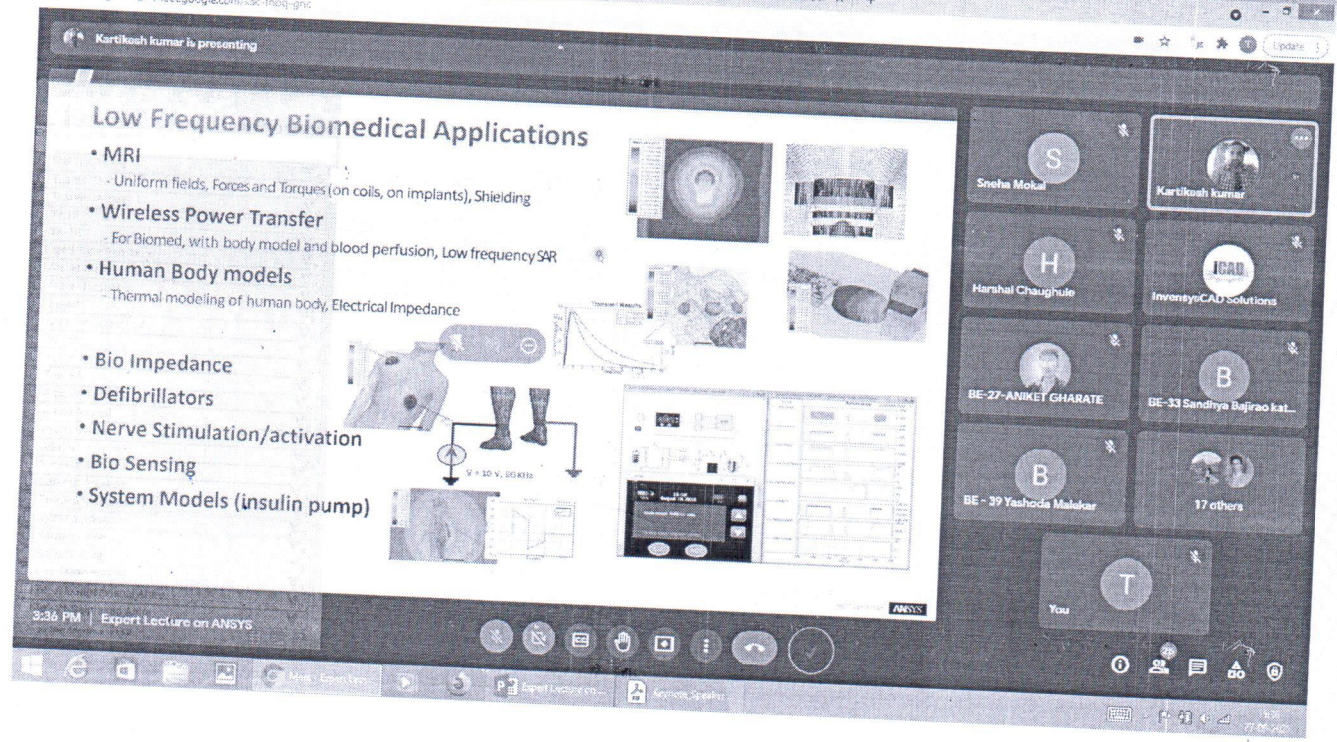 Update
Kartikesh kumar is presenting
Low Frequency Biomedical Applications
• MRI
- Uniform fields, Forces and Torques (on coils, on implants), Shielding
• Wireless Power Transfer
- For Biomed, with body model and blood perfusion, Low frequency SAR
• Human Body models
- Thermal modeling of human body, Electrical Impedance
• Bio Impedance
• Defibrillators
• Nerve Stimulation/activation
• Bio Sensing
• System Models (insulin pump)
ANSYS
S
Sneha Mokal
Kartikesh kumar
H
Harshal Chaughule
ICAD
InvensysCAD Solutions
BE-27-ANIKET GHARATE
B
BE-33 Sandhya Bajirao kat...
B
BE - 39 Yashoda Malekar
17 others
T
You
3:36 PM | Expert Lecture on ANSYS
Expert Lecture on ...
Keynote_Speaker...